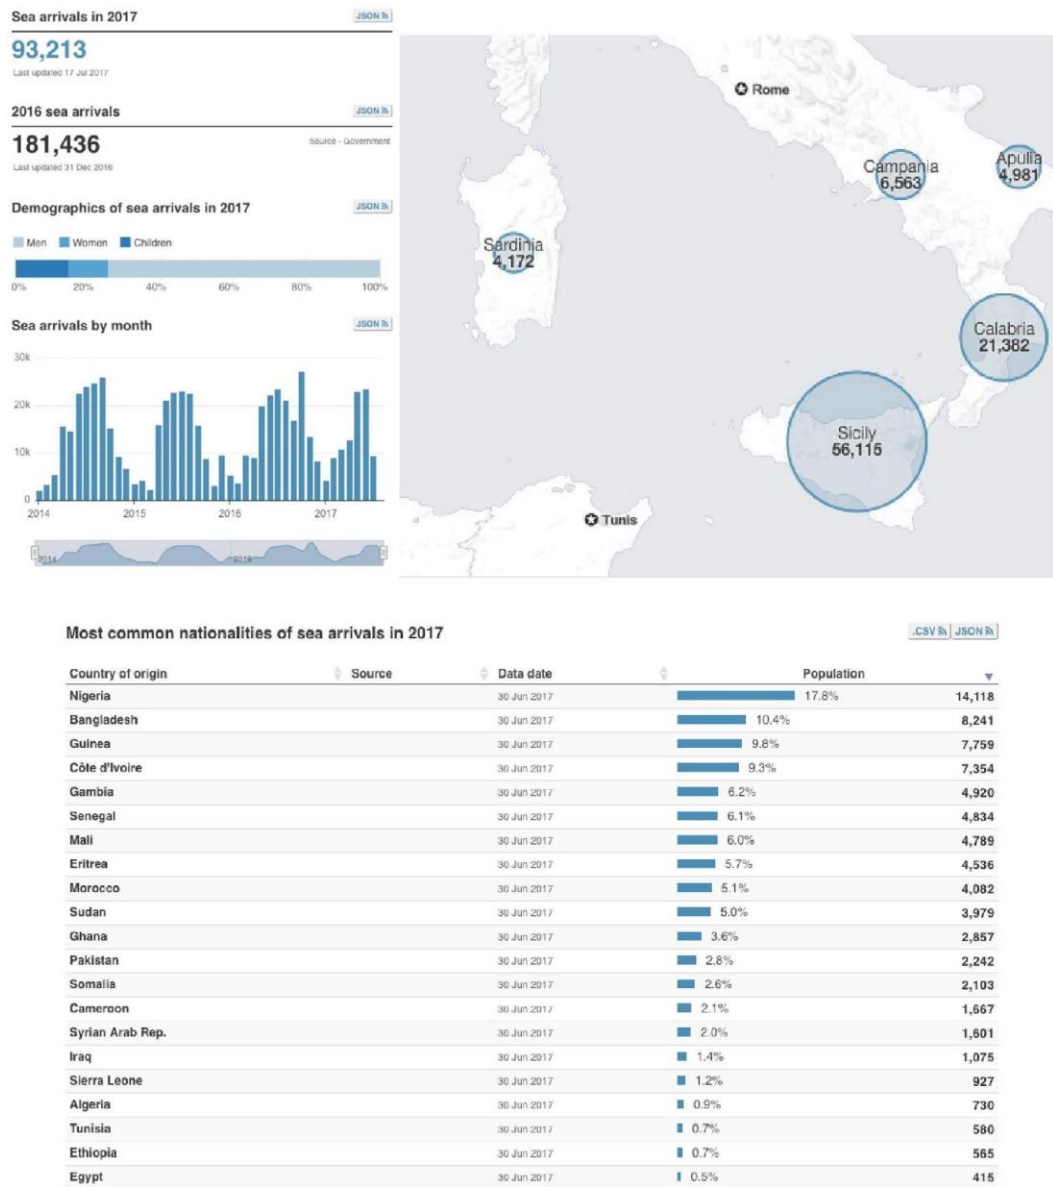 Sea arrivals in 2017
JSON
93,213
Last updated 17 Jul 2017
2016 sea arrivals
JSON
181,436
Source - Government
Last updated 31 Dec 2016
Demographics of sea arrivals in 2017
JSON
Men Women Children
0% 20% 40% 60% 80% 100%
Sea arrivals by month
JSON
30k
20k
10k
0
2014 2015 2016 2017
2014 2016
Rome
Campania
6,563
Apulia
4,981
Sardinia
4,172
Calabria
21,382
Sicily
56,115
Tunis
Most common nationalities of sea arrivals in 2017
.CSV JSON
Country of origin Source Data date Population
Nigeria 30 Jun 2017 17.8% 14,118
Bangladesh 30 Jun 2017 10.4% 8,241
Guinea 30 Jun 2017 9.8% 7,759
Côte d'Ivoire 30 Jun 2017 9.3% 7,354
Gambia 30 Jun 2017 6.2% 4,920
Senegal 30 Jun 2017 6.1% 4,834
Mali 30 Jun 2017 6.0% 4,789
Eritrea 30 Jun 2017 5.7% 4,536
Morocco 30 Jun 2017 5.1% 4,082
Sudan 30 Jun 2017 5.0% 3,979
Ghana 30 Jun 2017 3.6% 2,857
Pakistan 30 Jun 2017 2.8% 2,242
Somalia 30 Jun 2017 2.6% 2,103
Cameroon 30 Jun 2017 2.1% 1,667
Syrian Arab Rep. 30 Jun 2017 2.0% 1,601
Iraq 30 Jun 2017 1.4% 1,075
Sierra Leone 30 Jun 2017 1.2% 927
Algeria 30 Jun 2017 0.9% 730
Tunisia 30 Jun 2017 0.7% 580
Ethiopia 30 Jun 2017 0.7% 565
Egypt 30 Jun 2017 0.5% 415